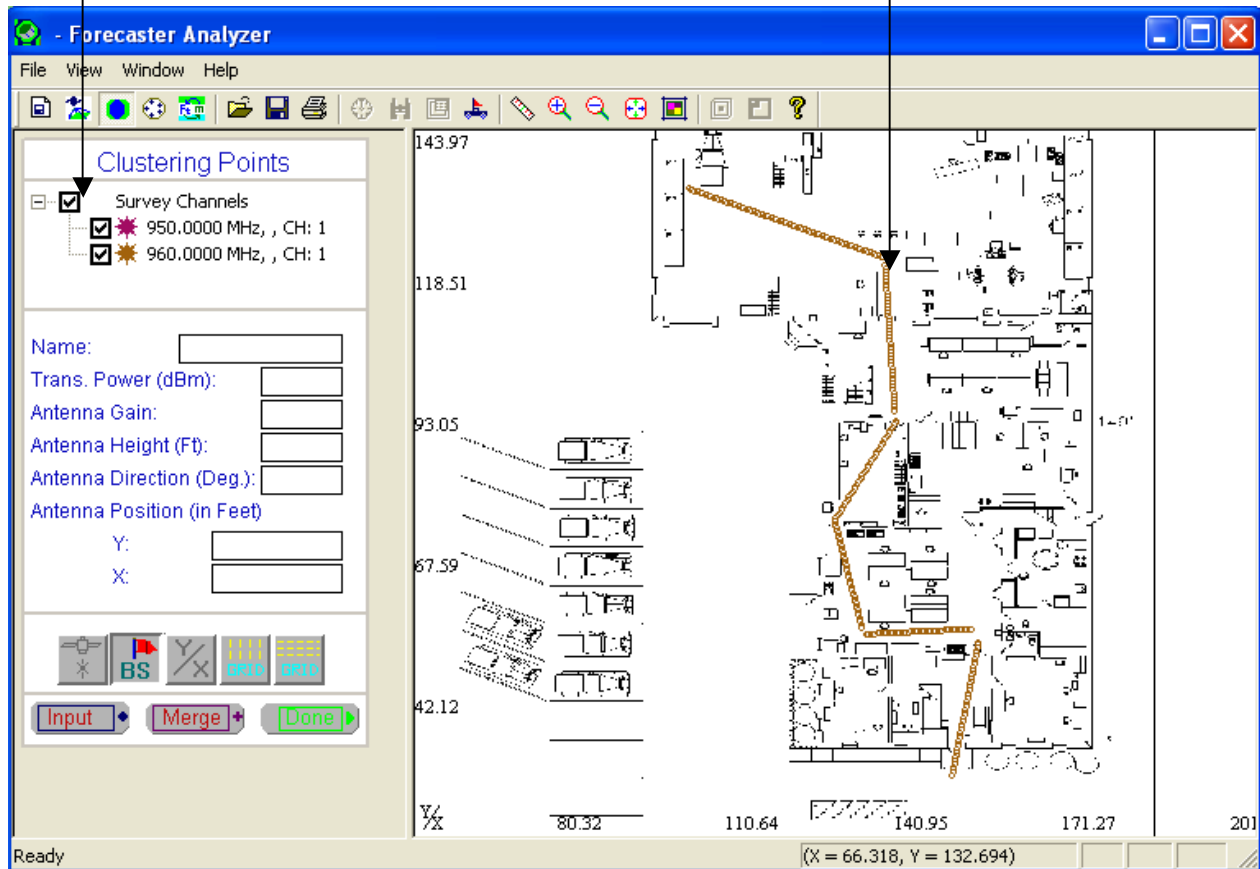 - Forecaster Analyzer
File View Window Help
Clustering Points
Survey Channels
950.0000 MHz, , CH: 1
960.0000 MHz, , CH: 1
Name:
Trans. Power (dBm):
Antenna Gain:
Antenna Height (Ft):
Antenna Direction (Deg.):
Antenna Position (in Feet)
Y:
X:
BS
Y/X
GRID
GRID
Input
Merge
Done
143.97
118.51
93.05
67.59
42.12
Y/X
80.32
110.64
140.95
171.27
201
Ready
(X = 66.318, Y = 132.694)